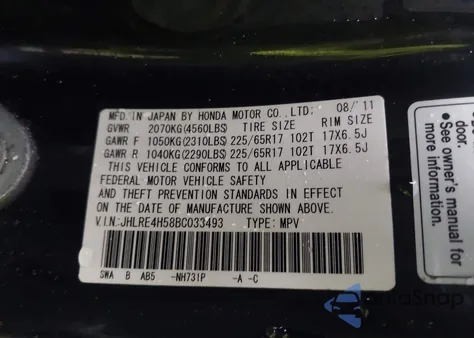 MFD. IN JAPAN BY HONDA MOTOR CO., LTD. 08/11
GVWR 2070KG(4560LBS) TIRE SIZE RIM SIZE
GAWR F 1050KG(2310LBS) 225/65R17 102T 17X6.5J
GAWR R 1040KG(2290LBS) 225/65R17 102T 17X6.5J
THIS VEHICLE CONFORMS TO ALL APPLICABLE
FEDERAL MOTOR VEHICLE SAFETY
AND THEFT PREVENTION STANDARDS IN EFFECT
ON THE DATE OF MANUFACTURE SHOWN ABOVE.
V.I.N:JHLRE4H58BC033493 TYPE: MPV
SWA B AB5 -NH731P -A -C
door.
● See owner's
manual for
more information.